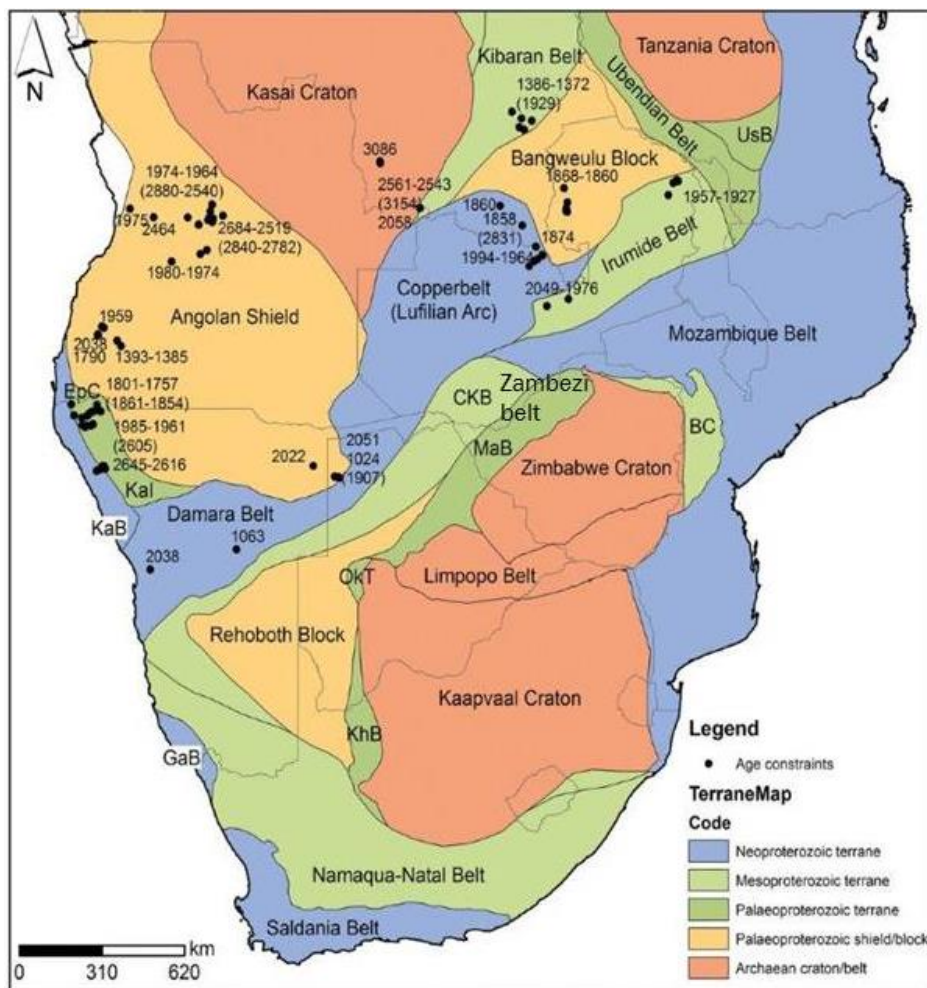 N
Kasai Craton
Kibaran Belt
1386-1372
(1929)
Tanzania Craton
Ubendian Belt
UsB
Bangweulu Block
1868-1860
1957-1927
3086
2561-2543
(3154)
2058
1860
1858
(2831)
1874
1994-1964
Irumide Belt
2049-1976
1974-1964
(2880-2540)
1975
2464
2684-2519
(2840-2782)
1980-1974
Angolan Shield
Copperbelt
(Lufilian Arc)
Mozambique Belt
1959
2038
1790
1393-1385
EpC
1801-1757
(1861-1854)
1985-1961
(2605)
2645-2616
KaI
KaB
2022
2051
1024
(1907)
CKB
Zambezi
belt
MaB
BC
Zimbabwe Craton
Damara Belt
1063
2038
OkT
Limpopo Belt
Rehoboth Block
Kaapvaal Craton
KhB
GaB
Namaqua-Natal Belt
Saldania Belt
km
0 310 620
Legend
Age constraints
TerraneMap
Code
Neoproterozoic terrane
Mesoproterozoic terrane
Palaeoproterozoic terrane
Palaeoproterozoic shield/block
Archaean craton/belt